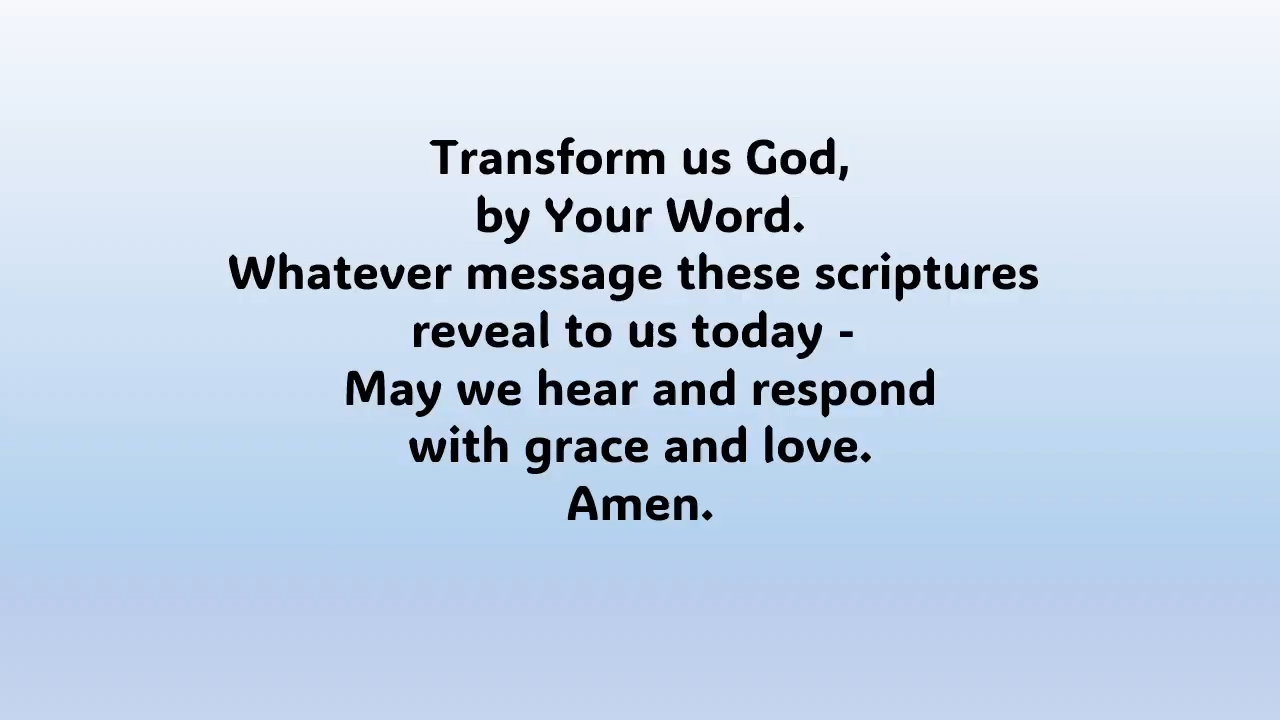 Transform us God,
by Your Word.
Whatever message these scriptures
reveal to us today -
May we hear and respond
with grace and love.
Amen.